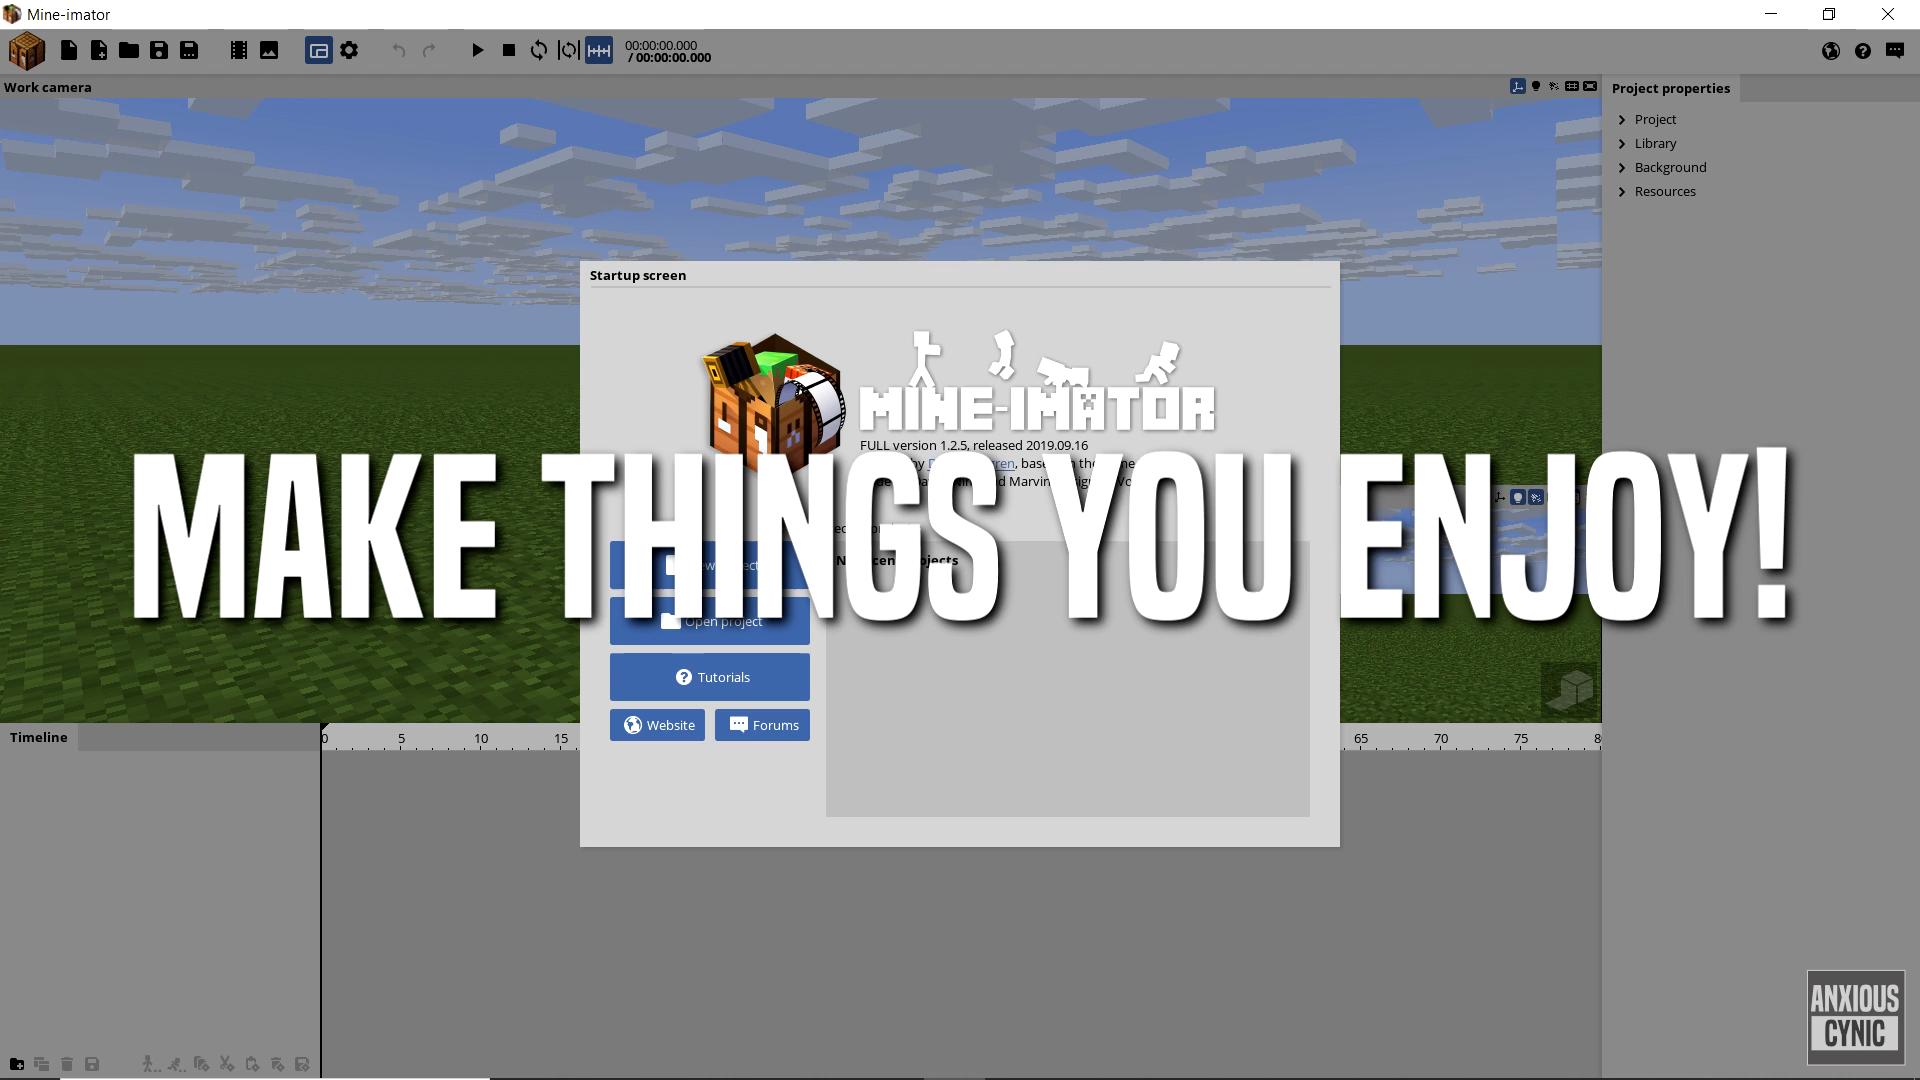 Mine-imator
00:00:00.000
/ 00:00:00.000
Work camera
Project properties
Project
Library
Background
Resources
Startup screen
MINE-IMATOR
FULL version 1.2.5, released 2019.09.16
MAKE THINGS YOU ENJOY!
Open project
Tutorials
Website
Forums
Timeline
0 5 10 15 65 70 75
ANXIOUS
CYNIC